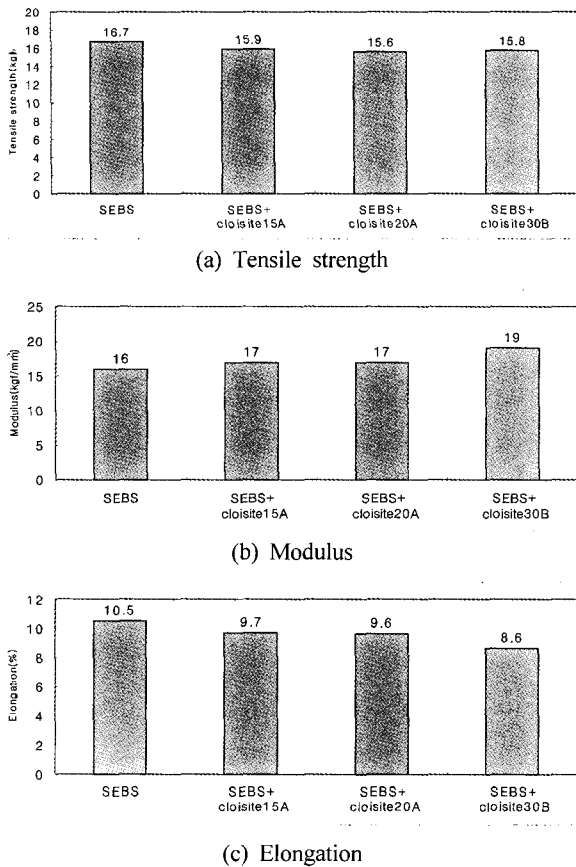 20
18
16
14
12
10
8
6
4
2
0
Tensile strength(kg).
16.7
15.9
15.6
15.8
SEBS
SEBS+ cloisite15A
SEBS+ cloisite20A
SEBS+ cloisite30B
(a) Tensile strength
25
20
15
10
5
0
Modulus(kgf/mm²)
16
17
17
19
SEBS
SEBS+ cloisite15A
SEBS+ cloisite20A
SEBS+ cloisite30B
(b) Modulus
12
10
8
6
4
2
0
Elongation(%)
10.5
9.7
9.6
8.6
SEBS
SEBS+ cloisite15A
SEBS+ cloisite20A
SEBS+ cloisite30B
(c) Elongation